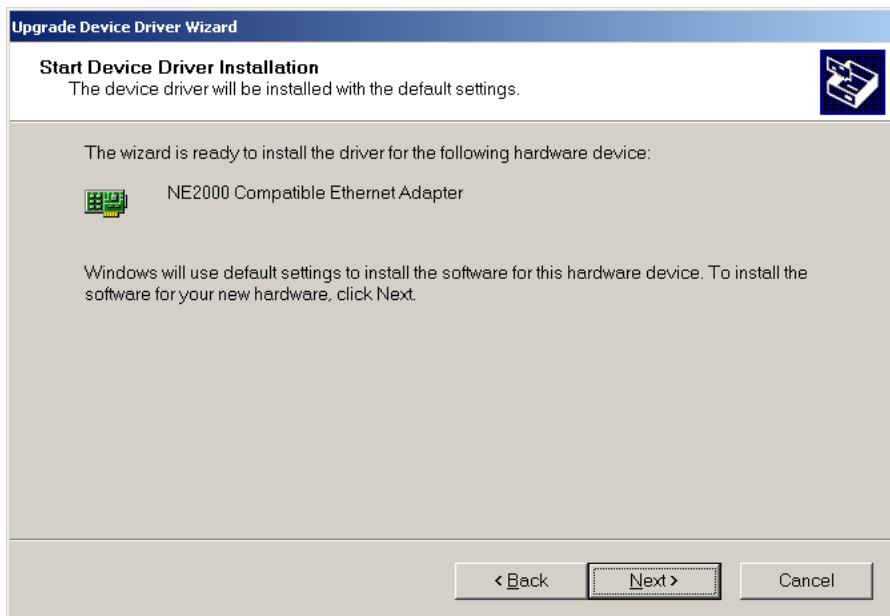 Upgrade Device Driver Wizard
Start Device Driver Installation
The device driver will be installed with the default settings.
The wizard is ready to install the driver for the following hardware device:
NE2000 Compatible Ethernet Adapter
Windows will use default settings to install the software for this hardware device. To install the
software for your new hardware, click Next.
< Back Next > Cancel